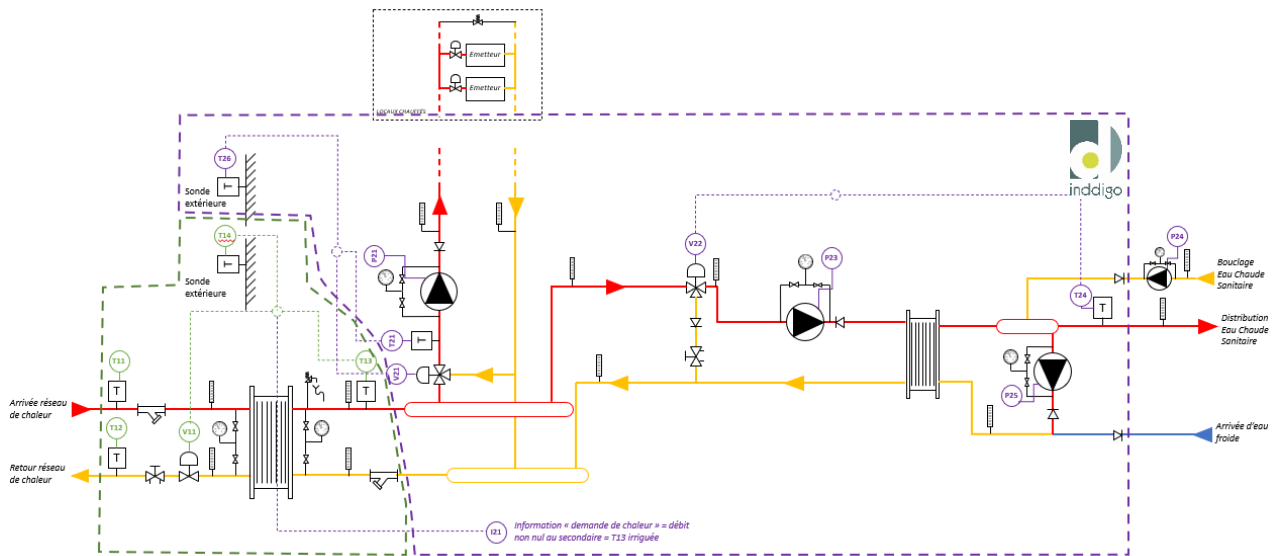 Emetteur
Emetteur
LOCAUX CHAUFFÉS
inddigo
T26
T
Sonde
extérieure
T14
T
Sonde
extérieure
P21
T21
T
V21
T13
T
V22
P23
P24
T24
T
P25
Bouclage
Eau Chaude
Sanitaire
Distribution
Eau Chaude
Sanitaire
Arrivée d'eau
froide
T11
T
Arrivée réseau
de chaleur
T12
T
V11
Retour réseau
de chaleur
I21
Information « demande de chaleur » = débit
non nul au secondaire = T13 irriguée